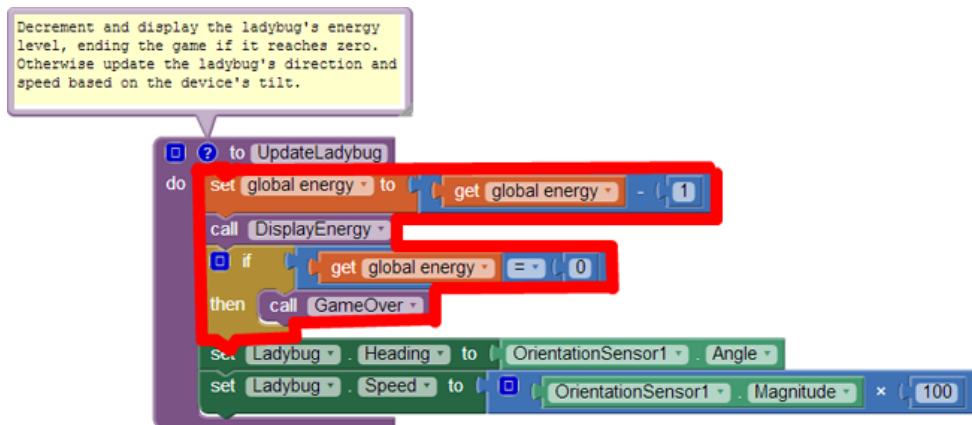 Decrement and display the ladybug's energy
level, ending the game if it reaches zero.
Otherwise update the ladybug's direction and
speed based on the device's tilt.
? to UpdateLadybug
do set global energy to get global energy - 1
call DisplayEnergy
if get global energy = 0
then call GameOver
set Ladybug . Heading to OrientationSensor1 . Angle
set Ladybug . Speed to OrientationSensor1 . Magnitude × 100